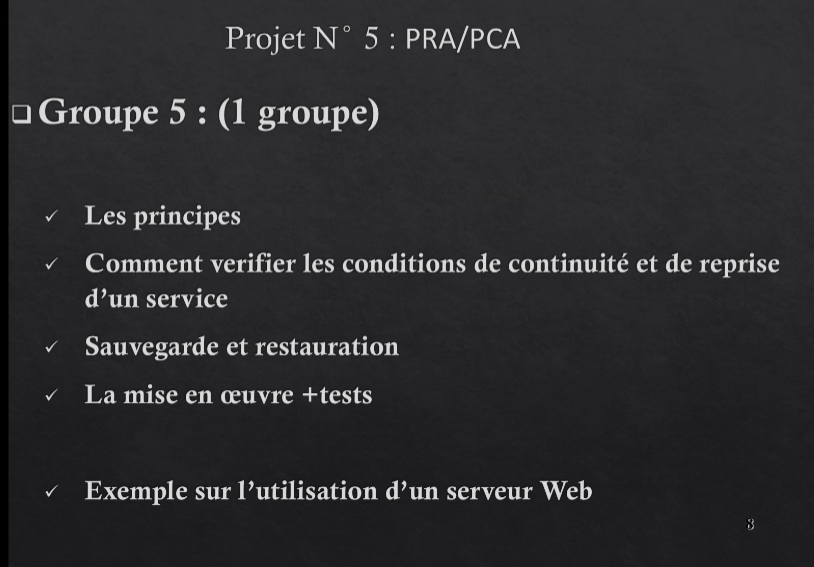 Projet N° 5 : PRA/PCA
Groupe 5 : (1 groupe)
Les principes
Comment verifier les conditions de continuité et de reprise
d’un service
Sauvegarde et restauration
La mise en œuvre +tests
Exemple sur l’utilisation d’un serveur Web
3